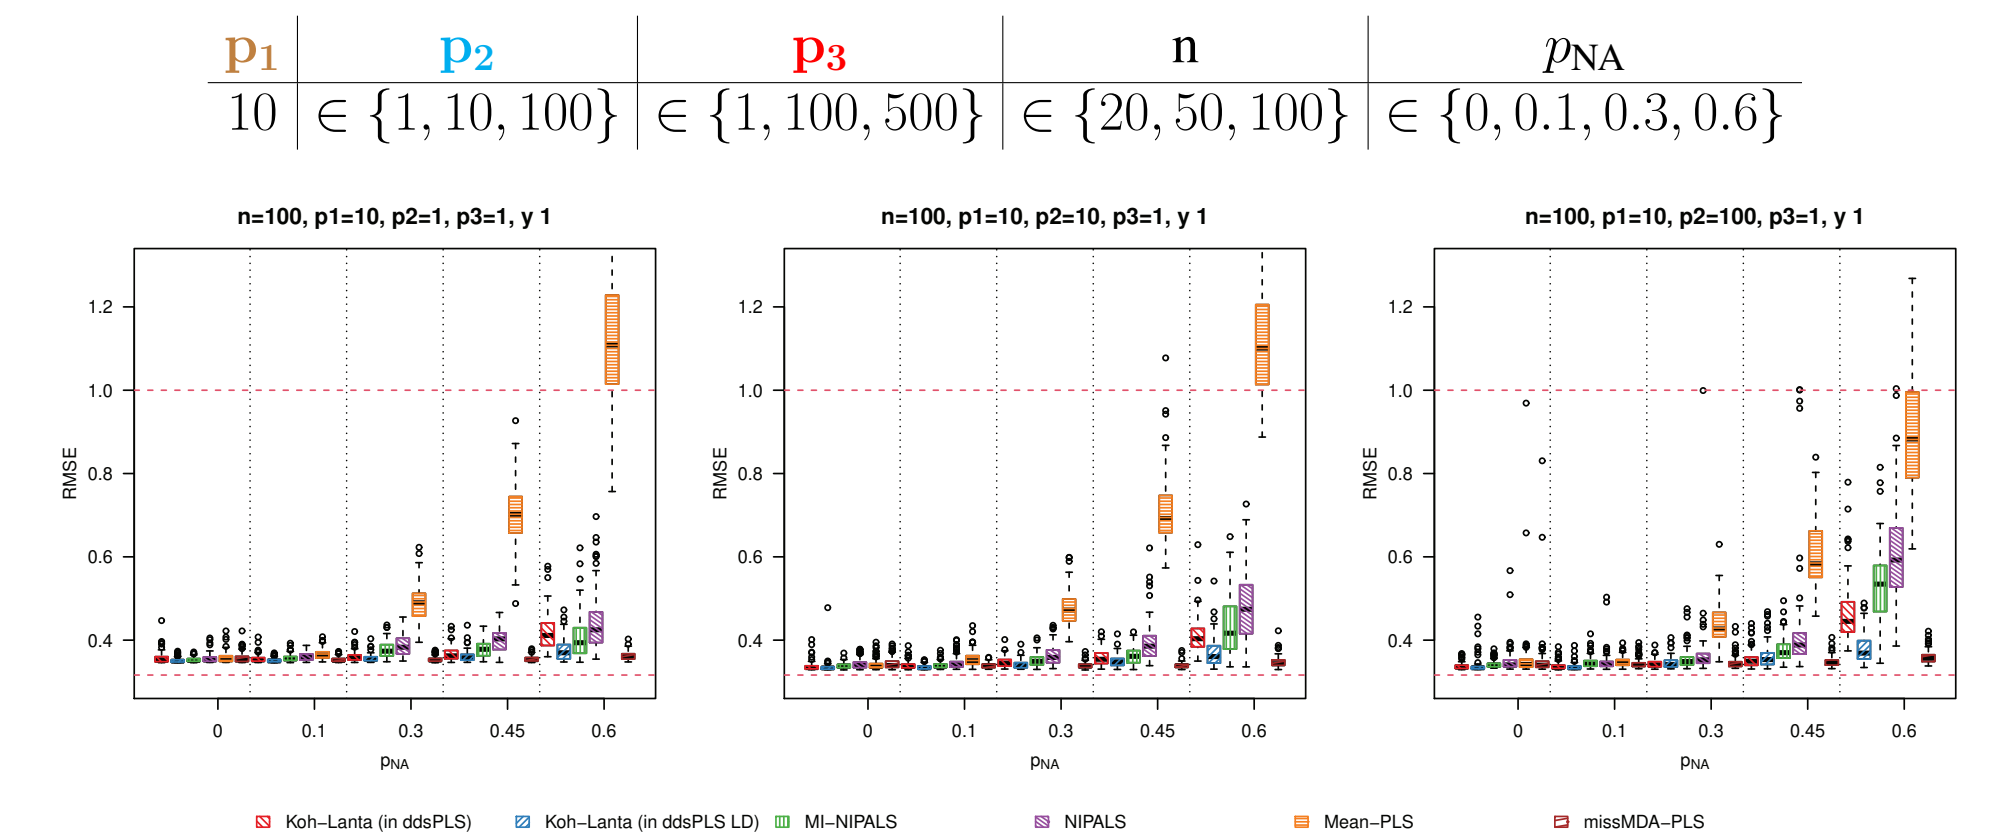 p1 p2 p3 n pNA
10 ∈ {1, 10, 100} ∈ {1, 100, 500} ∈ {20, 50, 100} ∈ {0, 0.1, 0.3, 0.6}
n=100, p1=10, p2=1, p3=1, y 1
RMSE
1.2
1.0
0.8
0.6
0.4
0 0.1 0.3 0.45 0.6
pNA
n=100, p1=10, p2=10, p3=1, y 1
RMSE
1.2
1.0
0.8
0.6
0.4
0 0.1 0.3 0.45 0.6
pNA
n=100, p1=10, p2=100, p3=1, y 1
RMSE
1.2
1.0
0.8
0.6
0.4
0 0.1 0.3 0.45 0.6
pNA
Koh−Lanta (in ddsPLS) Koh−Lanta (in ddsPLS LD) MI−NIPALS NIPALS Mean−PLS missMDA−PLS